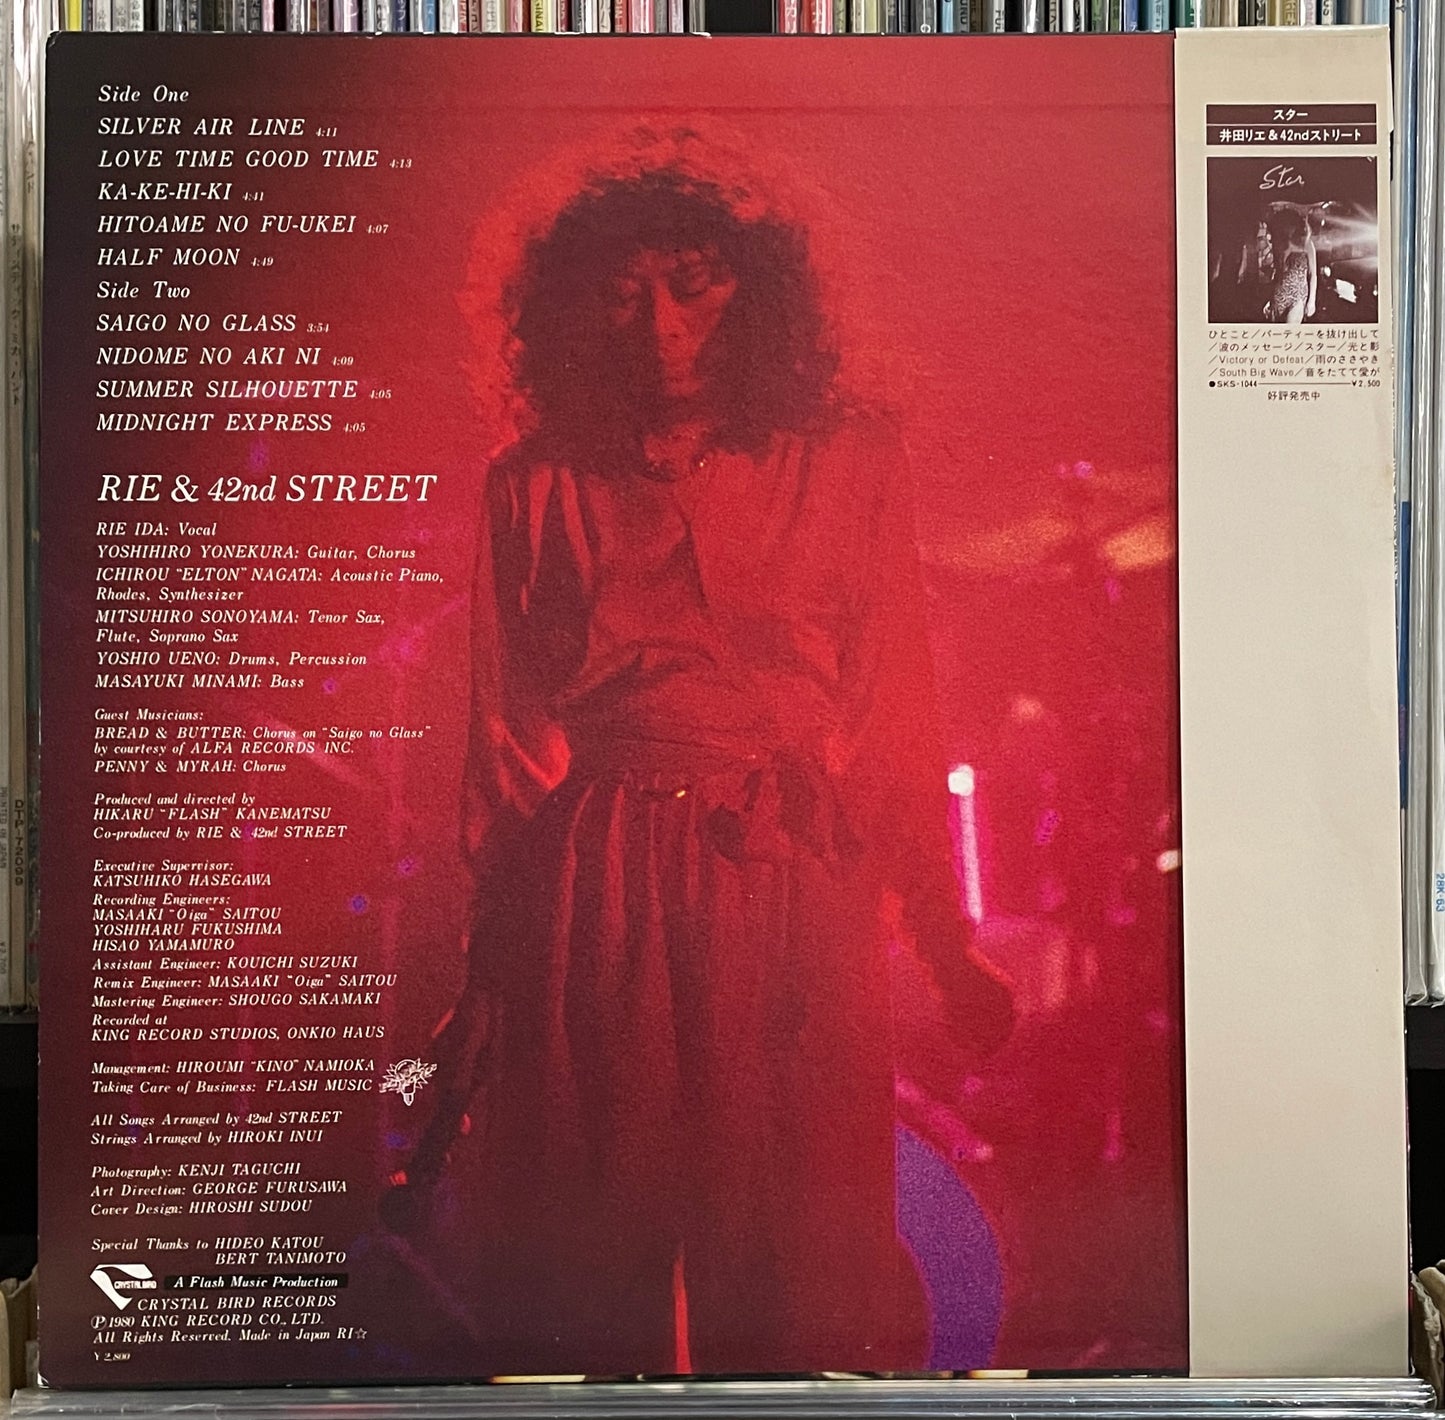 Side One
SILVER AIR LINE 4:11
LOVE TIME GOOD TIME 4:13
KA-KE-HI-KI 4:41
HITOAME NO FU-UKEI 4:07
HALF MOON 4:49
Side Two
SAIGO NO GLASS 3:54
NIDOME NO AKI NI 4:09
SUMMER SILHOUETTE 4:05
MIDNIGHT EXPRESS 4:05
RIE & 42nd STREET
RIE IDA: Vocal
YOSHIHIRO YONEKURA: Guitar, Chorus
ICHIROU "ELTON" NAGATA: Acoustic Piano,
Rhodes, Synthesizer
MITSUHIRO SONOYAMA: Tenor Sax,
Flute, Soprano Sax
YOSHIO UENO: Drums, Percussion
MASAYUKI MINAMI: Bass
Guest Musicians:
BREAD & BUTTER: Chorus on "Saigo no Glass"
by courtesy of ALFA RECORDS INC.
PENNY & MYRAH: Chorus
Produced and directed by
HIKARU "FLASH" KANEMATSU
Co-produced by RIE & 42nd STREET
Executive Supervisor:
KATSUHIKO HASEGAWA
Recording Engineers:
MASAAKI "Oiga" SAITOU
YOSHIHARU FUKUSHIMA
HISAO YAMAMURO
Assistant Engineer: KOUICHI SUZUKI
Remix Engineer: MASAAKI "Oiga" SAITOU
Mastering Engineer: SHOUGO SAKAMAKI
Recorded at
KING RECORD STUDIOS, ONKIO HAUS
Management: HIROUMI "KINO" NAMIOKA
Taking Care of Business: FLASH MUSIC
All Songs Arranged by 42nd STREET
Strings Arranged by HIROKI INUI
Photography: KENJI TAGUCHI
Art Direction: GEORGE FURUSAWA
Cover Design: HIROSHI SUDOU
Special Thanks to HIDEO KATOU
BERT TANIMOTO
CRYSTAL BIRD A Flash Music Production
CRYSTAL BIRD RECORDS
Ⓟ1980 KING RECORD CO., LTD.
All Rights Reserved. Made in Japan RI☆
¥2,800
スター
井田リエ&42ndストリート
Star
ひとこと/パーティーを抜け出して
/波のメッセージ/スター/光と影
/Victory or Defeat/雨のささやき
/South Big Wave/音をたてて愛が
●SKS-1044 ¥2,500
好評発売中
DTP-72099
28K-63